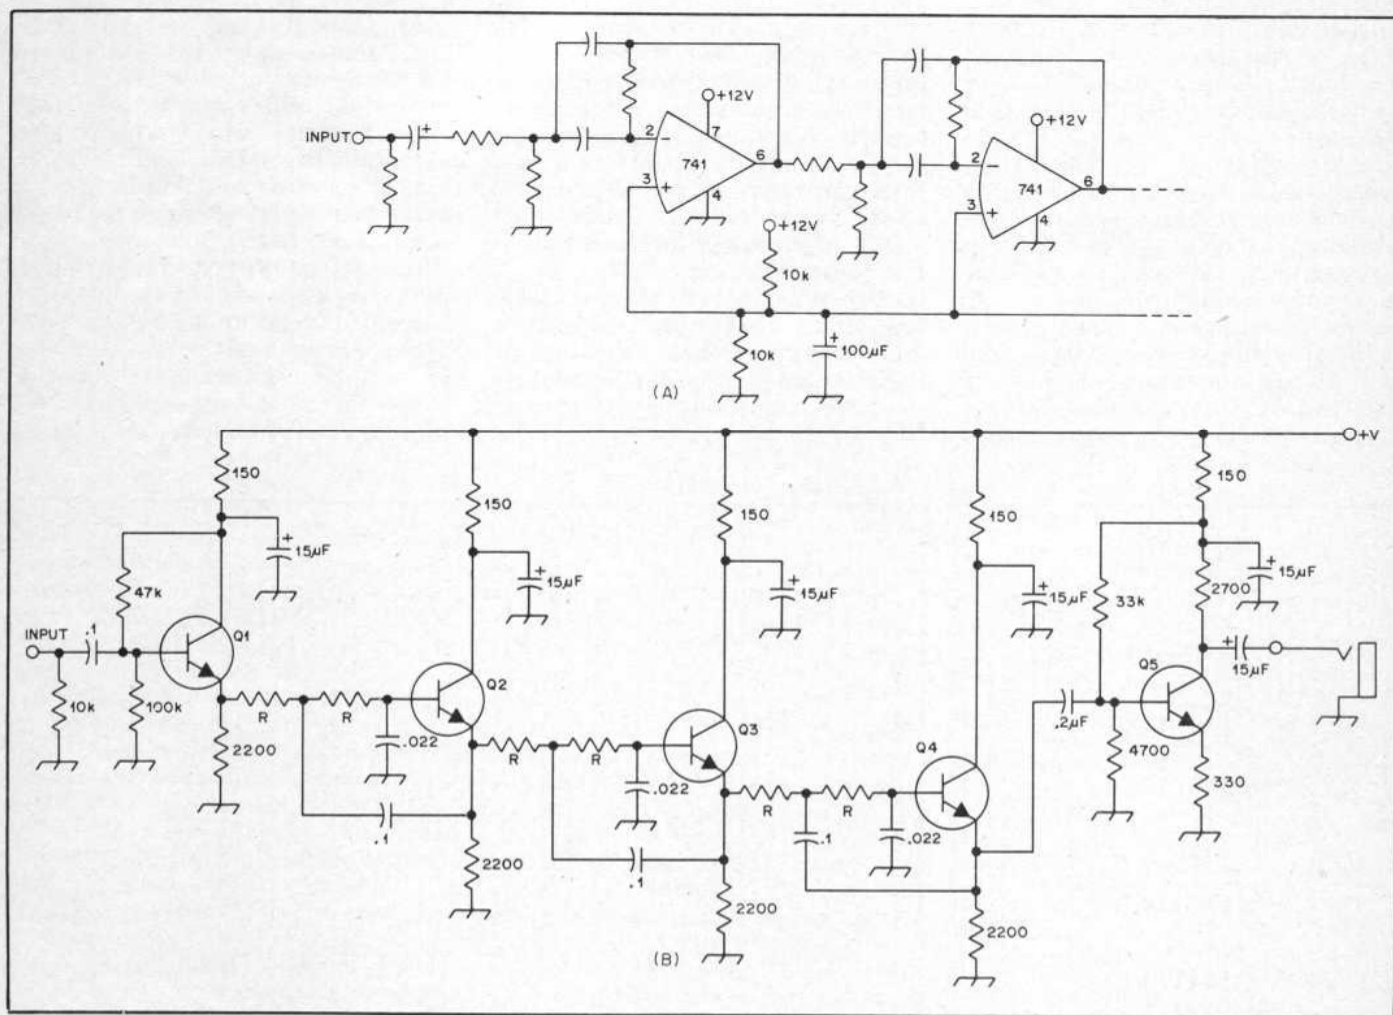 +12V
+12V
INPUT
+
2
−
7
741
6
3
+
4
2
−
741
6
3
+
4
+12V
10k
10k
+
100µF
(A)
+V
150
150
150
150
150
+
15µF
+
15µF
+
15µF
+
15µF
+
15µF
47k
33k
2700
INPUT
.1
Q1
+
15µF
Q5
10k
100k
R
R
Q2
.022
2200
.2µF
4700
R
R
Q3
.022
Q4
330
.1
R
R
.1
.022
2200
.1
2200
2200
(B)